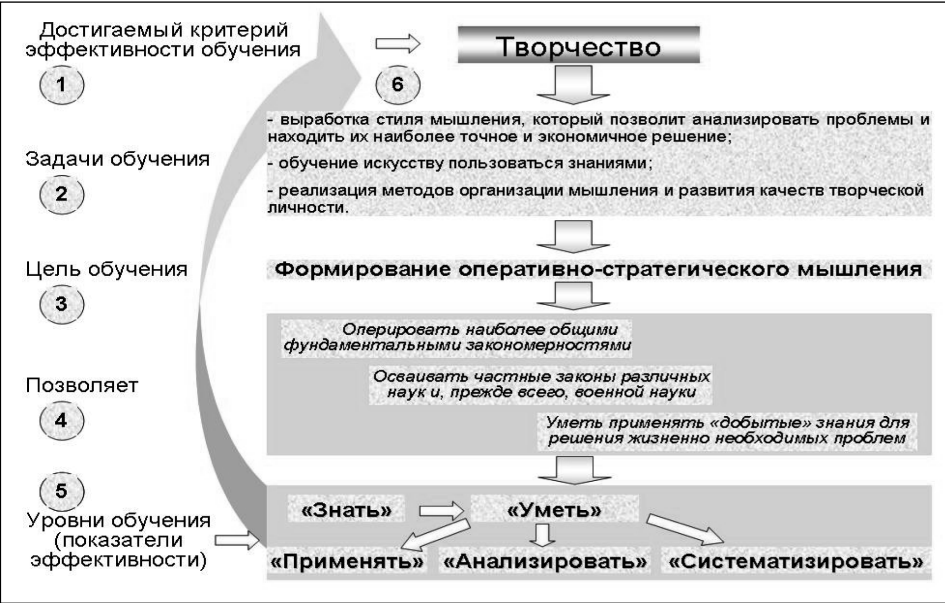 Достигаемый критерий
эффективности обучения
1
6
Творчество
- выработка стиля мышления, который позволит анализировать проблемы и
находить их наиболее точное и экономичное решение;
- обучение искусству пользоваться знаниями;
- реализация методов организации мышления и развития качеств творческой
личности.
Задачи обучения
2
Цель обучения
3
Формирование оперативно-стратегического мышления
Оперировать наиболее общими
фундаментальными закономерностями
Осваивать частные законы различных
наук и, прежде всего, военной науки
Уметь применять «добытые» знания для
решения жизненно необходимых проблем
Позволяет
4
5
Уровни обучения
(показатели
эффективности)
«Знать»
«Уметь»
«Применять»
«Анализировать»
«Систематизировать»